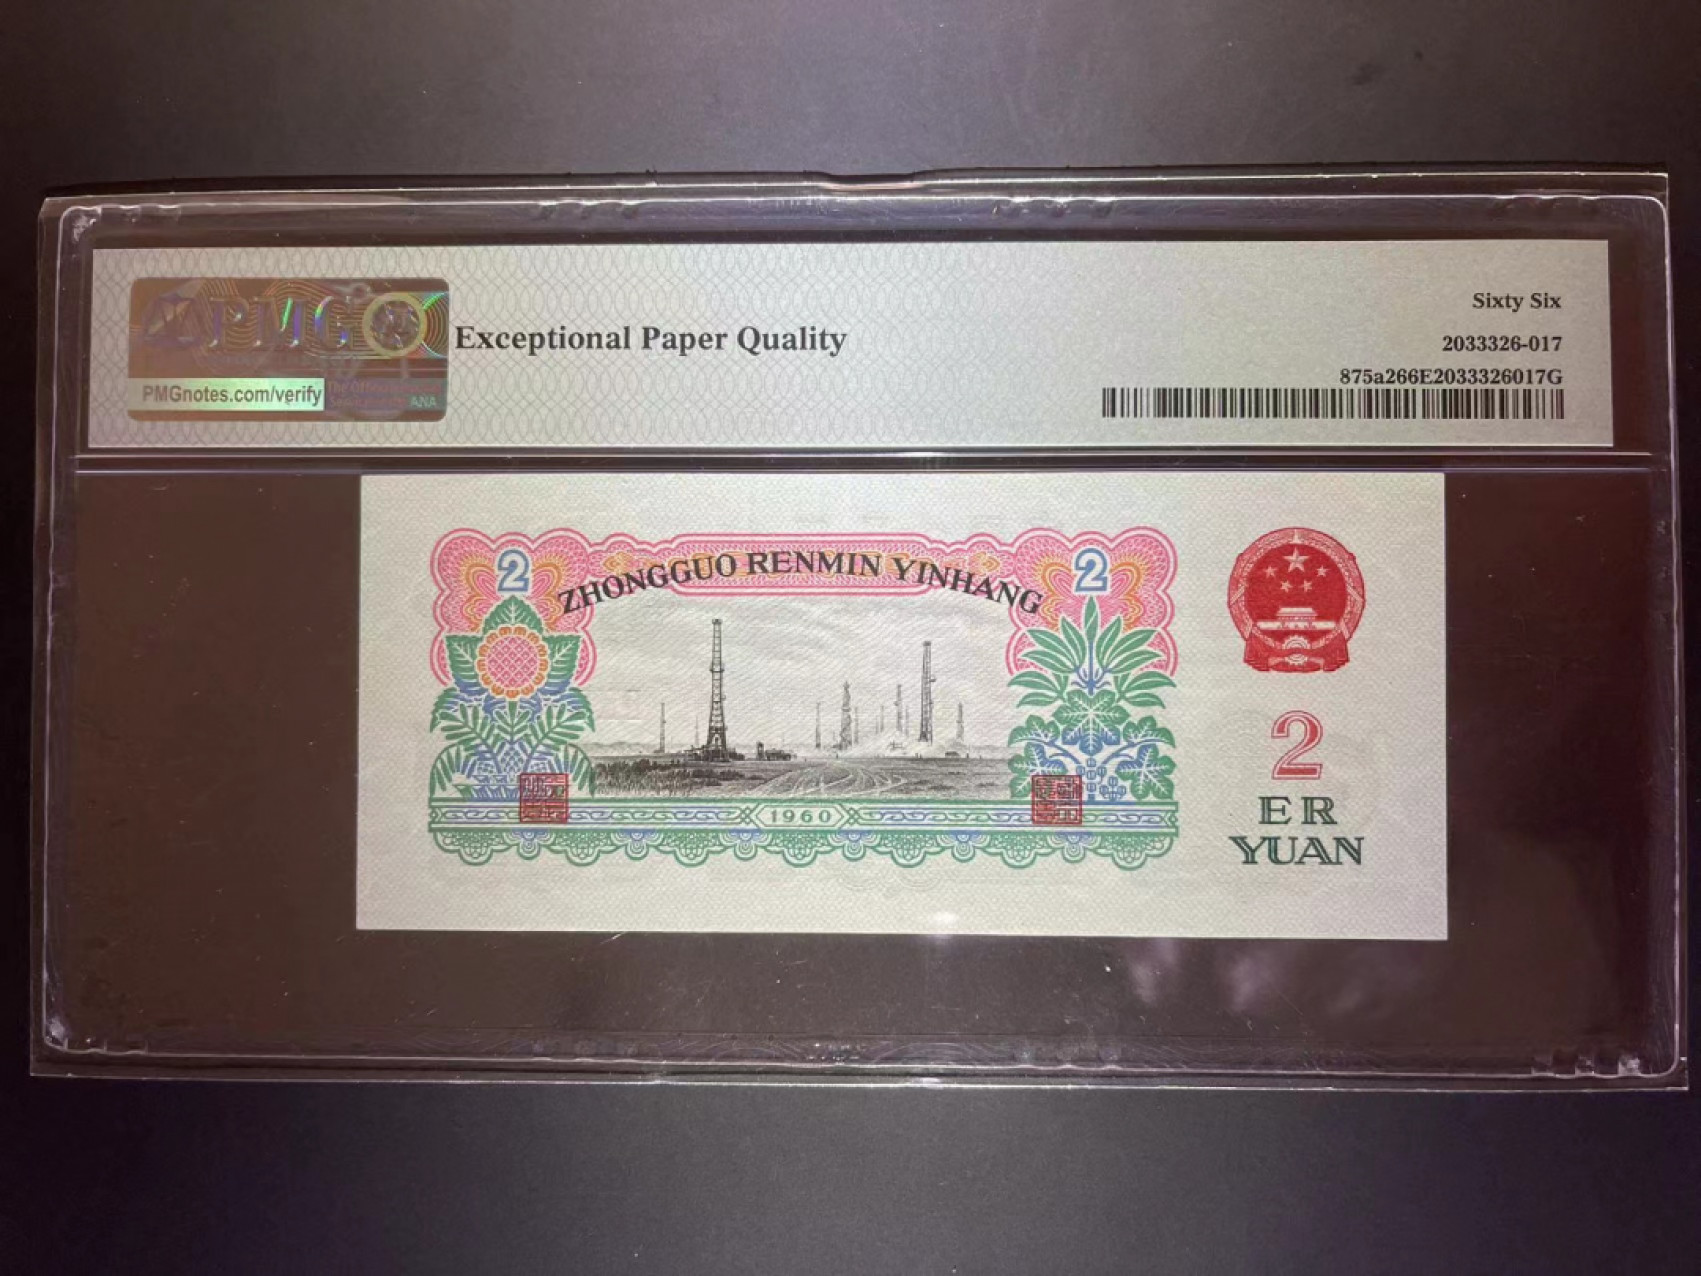 PMG
PMGnotes.com/verify
ANA
Exceptional Paper Quality
Sixty Six
2033326-017
875a266E2033326017G
2
ZHONGGUO RENMIN YINHANG
2
1960
2
ER
YUAN